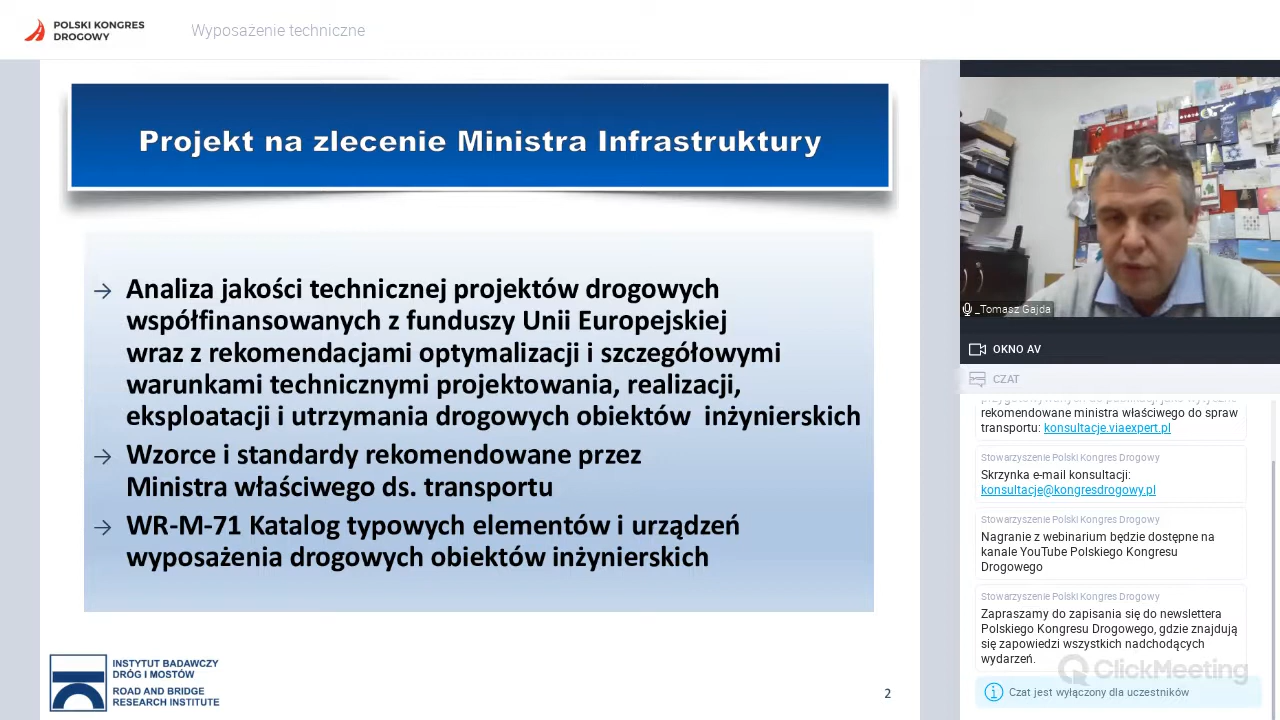 POLSKI KONGRES
DROGOWY
Wyposażenie techniczne
Projekt na zlecenie Ministra Infrastruktury
→ Analiza jakości technicznej projektów drogowych
współfinansowanych z funduszy Unii Europejskiej
wraz z rekomendacjami optymalizacji i szczegółowymi
warunkami technicznymi projektowania, realizacji,
eksploatacji i utrzymania drogowych obiektów inżynierskich
→ Wzorce i standardy rekomendowane przez
Ministra właściwego ds. transportu
→ WR-M-71 Katalog typowych elementów i urządzeń
wyposażenia drogowych obiektów inżynierskich
INSTYTUT BADAWCZY
DRÓG I MOSTÓW
ROAD AND BRIDGE
RESEARCH INSTITUTE
2
_Tomasz Gajda
OKNO AV
CZAT
rekomendowane ministra właściwego do spraw
transportu: konsultacje.viaexpert.pl
Stowarzyszenie Polski Kongres Drogowy
Skrzynka e-mail konsultacji:
konsultacje@kongresdrogowy.pl
Stowarzyszenie Polski Kongres Drogowy
Nagranie z webinarium będzie dostępne na
kanale YouTube Polskiego Kongresu
Drogowego
Stowarzyszenie Polski Kongres Drogowy
Zapraszamy do zapisania się do newslettera
Polskiego Kongresu Drogowego, gdzie znajdują
się zapowiedzi wszystkich nadchodzących
wydarzeń.
ClickMeeting
Czat jest wyłączony dla uczestników